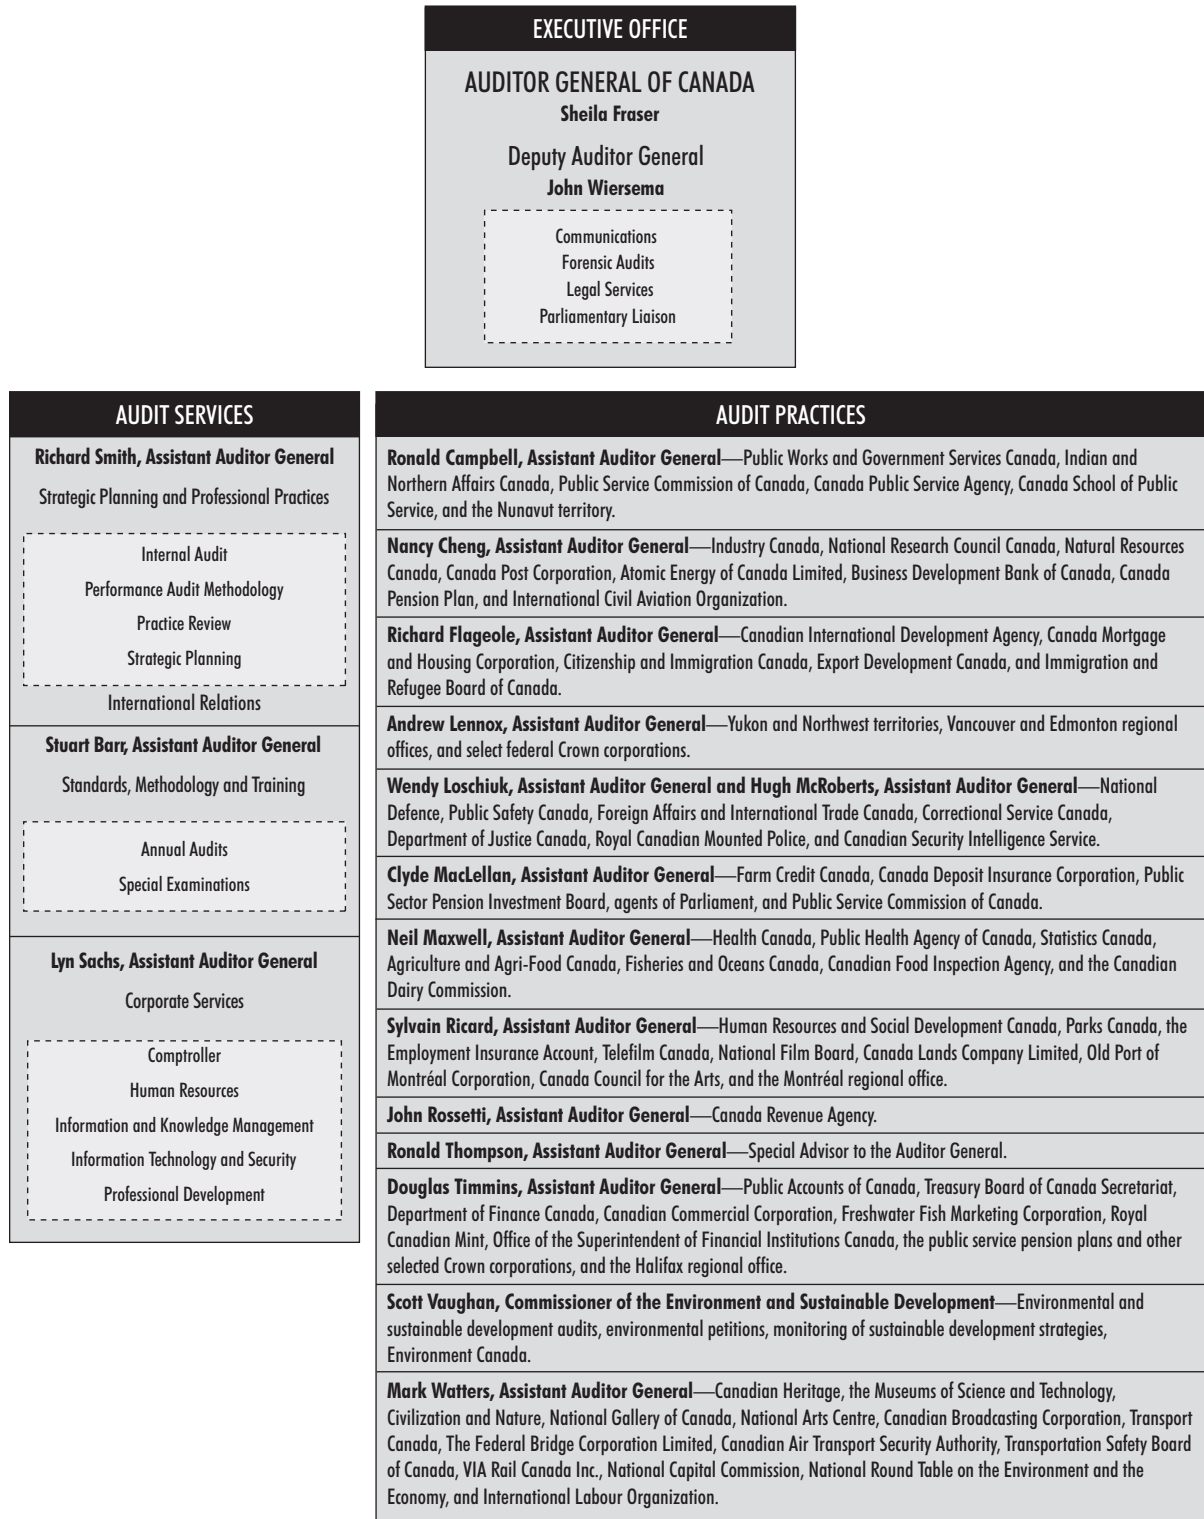 EXECUTIVE OFFICE
AUDITOR GENERAL OF CANADA
Sheila Fraser
Deputy Auditor General
John Wiersema
Communications
Forensic Audits
Legal Services
Parliamentary Liaison
AUDIT SERVICES
Richard Smith, Assistant Auditor General
Strategic Planning and Professional Practices
Internal Audit
Performance Audit Methodology
Practice Review
Strategic Planning
International Relations
Stuart Barr, Assistant Auditor General
Standards, Methodology and Training
Annual Audits
Special Examinations
Lyn Sachs, Assistant Auditor General
Corporate Services
Comptroller
Human Resources
Information and Knowledge Management
Information Technology and Security
Professional Development
AUDIT PRACTICES
Ronald Campbell, Assistant Auditor General—Public Works and Government Services Canada, Indian and
Northern Affairs Canada, Public Service Commission of Canada, Canada Public Service Agency, Canada School of Public
Service, and the Nunavut territory.
Nancy Cheng, Assistant Auditor General—Industry Canada, National Research Council Canada, Natural Resources
Canada, Canada Post Corporation, Atomic Energy of Canada Limited, Business Development Bank of Canada, Canada
Pension Plan, and International Civil Aviation Organization.
Richard Flageole, Assistant Auditor General—Canadian International Development Agency, Canada Mortgage
and Housing Corporation, Citizenship and Immigration Canada, Export Development Canada, and Immigration and
Refugee Board of Canada.
Andrew Lennox, Assistant Auditor General—Yukon and Northwest territories, Vancouver and Edmonton regional
offices, and select federal Crown corporations.
Wendy Loschiuk, Assistant Auditor General and Hugh McRoberts, Assistant Auditor General—National
Defence, Public Safety Canada, Foreign Affairs and International Trade Canada, Correctional Service Canada,
Department of Justice Canada, Royal Canadian Mounted Police, and Canadian Security Intelligence Service.
Clyde MacLellan, Assistant Auditor General—Farm Credit Canada, Canada Deposit Insurance Corporation, Public
Sector Pension Investment Board, agents of Parliament, and Public Service Commission of Canada.
Neil Maxwell, Assistant Auditor General—Health Canada, Public Health Agency of Canada, Statistics Canada,
Agriculture and Agri-Food Canada, Fisheries and Oceans Canada, Canadian Food Inspection Agency, and the Canadian
Dairy Commission.
Sylvain Ricard, Assistant Auditor General—Human Resources and Social Development Canada, Parks Canada, the
Employment Insurance Account, Telefilm Canada, National Film Board, Canada Lands Company Limited, Old Port of
Montréal Corporation, Canada Council for the Arts, and the Montréal regional office.
John Rossetti, Assistant Auditor General—Canada Revenue Agency.
Ronald Thompson, Assistant Auditor General—Special Advisor to the Auditor General.
Douglas Timmins, Assistant Auditor General—Public Accounts of Canada, Treasury Board of Canada Secretariat,
Department of Finance Canada, Canadian Commercial Corporation, Freshwater Fish Marketing Corporation, Royal
Canadian Mint, Office of the Superintendent of Financial Institutions Canada, the public service pension plans and other
selected Crown corporations, and the Halifax regional office.
Scott Vaughan, Commissioner of the Environment and Sustainable Development—Environmental and
sustainable development audits, environmental petitions, monitoring of sustainable development strategies,
Environment Canada.
Mark Watters, Assistant Auditor General—Canadian Heritage, the Museums of Science and Technology,
Civilization and Nature, National Gallery of Canada, National Arts Centre, Canadian Broadcasting Corporation, Transport
Canada, The Federal Bridge Corporation Limited, Canadian Air Transport Security Authority, Transportation Safety Board
of Canada, VIA Rail Canada Inc., National Capital Commission, National Round Table on the Environment and the
Economy, and International Labour Organization.